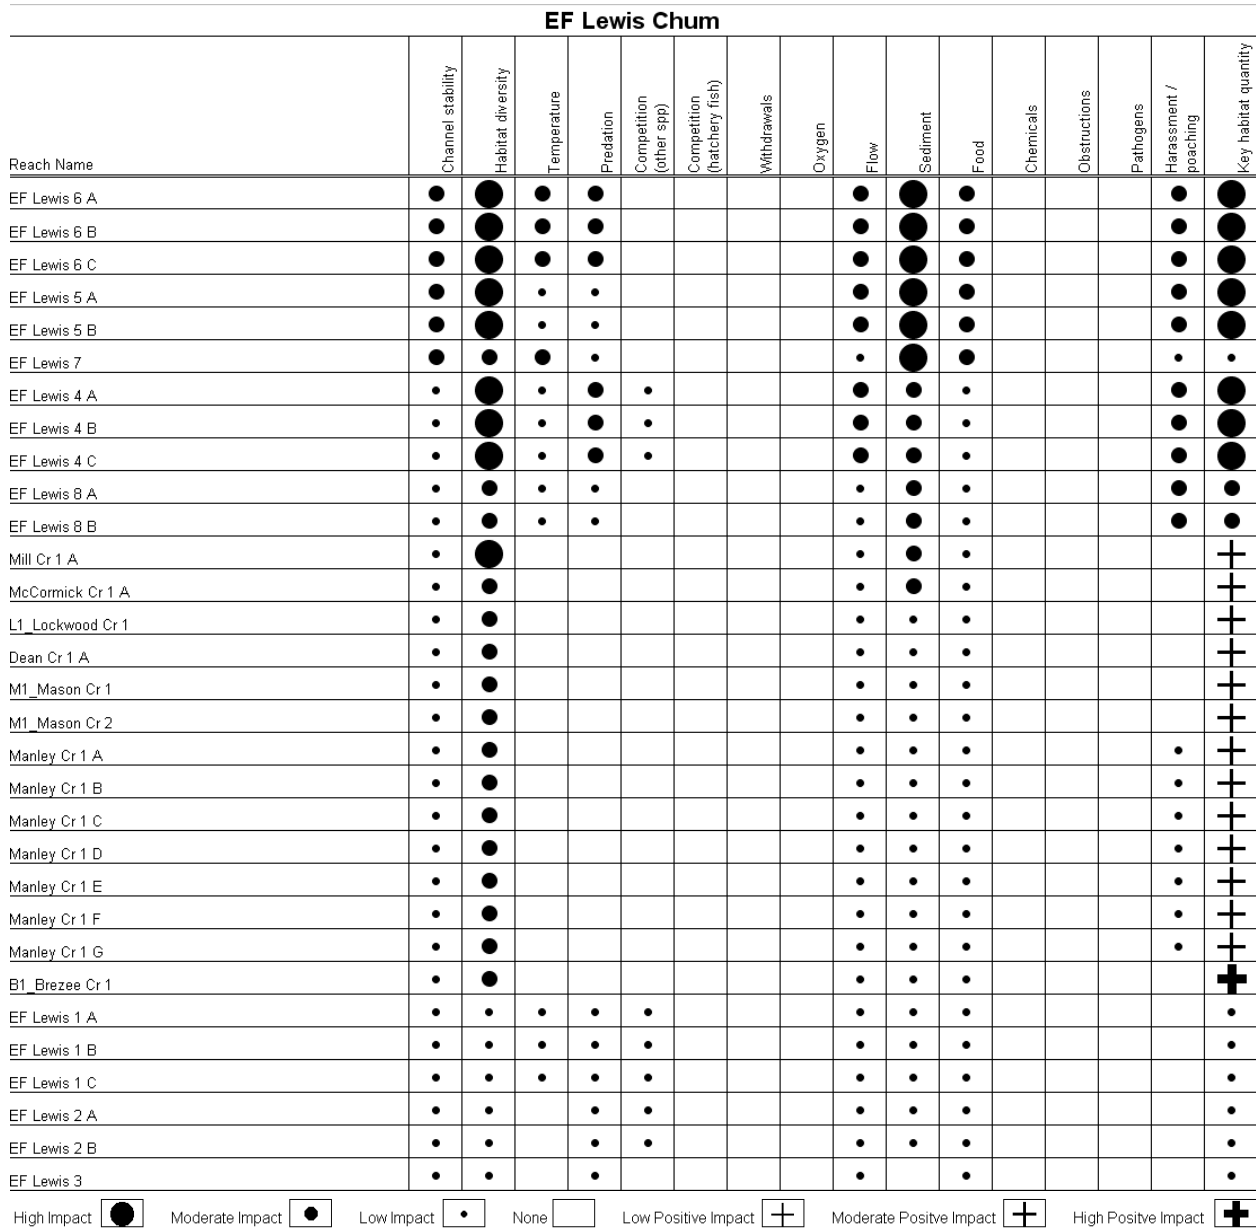 EF Lewis Chum
Reach Name
Channel stability
Habitat diversity
Temperature
Predation
Competition
(other spp)
Competition
(hatchery fish)
Withdrawals
Oxygen
Flow
Sediment
Food
Chemicals
Obstructions
Pathogens
Harassment /
poaching
Key habitat quantity
EF Lewis 6 A
EF Lewis 6 B
EF Lewis 6 C
EF Lewis 5 A
EF Lewis 5 B
EF Lewis 7
EF Lewis 4 A
EF Lewis 4 B
EF Lewis 4 C
EF Lewis 8 A
EF Lewis 8 B
Mill Cr 1 A
McCormick Cr 1 A
L1_Lockwood Cr 1
Dean Cr 1 A
M1_Mason Cr 1
M1_Mason Cr 2
Manley Cr 1 A
Manley Cr 1 B
Manley Cr 1 C
Manley Cr 1 D
Manley Cr 1 E
Manley Cr 1 F
Manley Cr 1 G
B1_Brezee Cr 1
EF Lewis 1 A
EF Lewis 1 B
EF Lewis 1 C
EF Lewis 2 A
EF Lewis 2 B
EF Lewis 3
High Impact Moderate Impact Low Impact None Low Positive Impact Moderate Positve Impact High Positve Impact